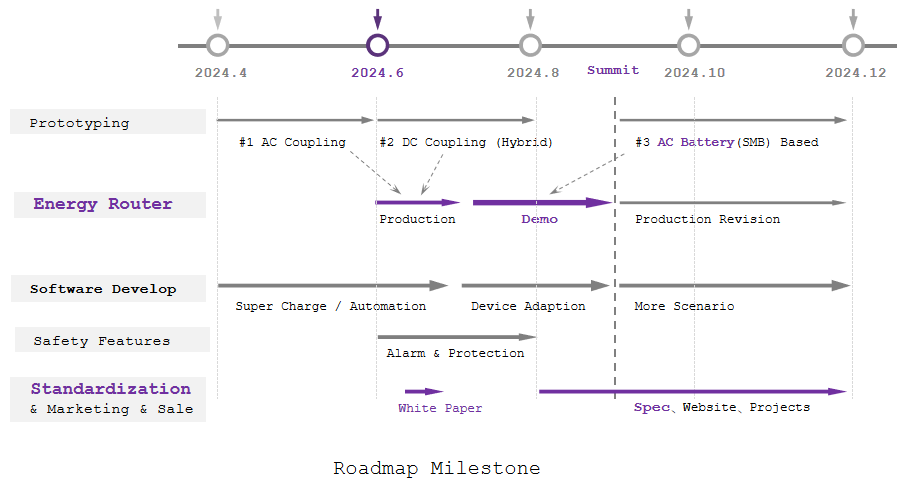 2024.4
2024.6
2024.8
Summit
2024.10
2024.12
Prototyping
#1 AC Coupling
#2 DC Coupling (Hybrid)
#3 AC Battery(SMB) Based
Energy Router
Production
Demo
Production Revision
Software Develop
Super Charge / Automation
Device Adaption
More Scenario
Safety Features
Alarm & Protection
Standardization
& Marketing & Sale
White Paper
Spec、Website、Projects
Roadmap Milestone